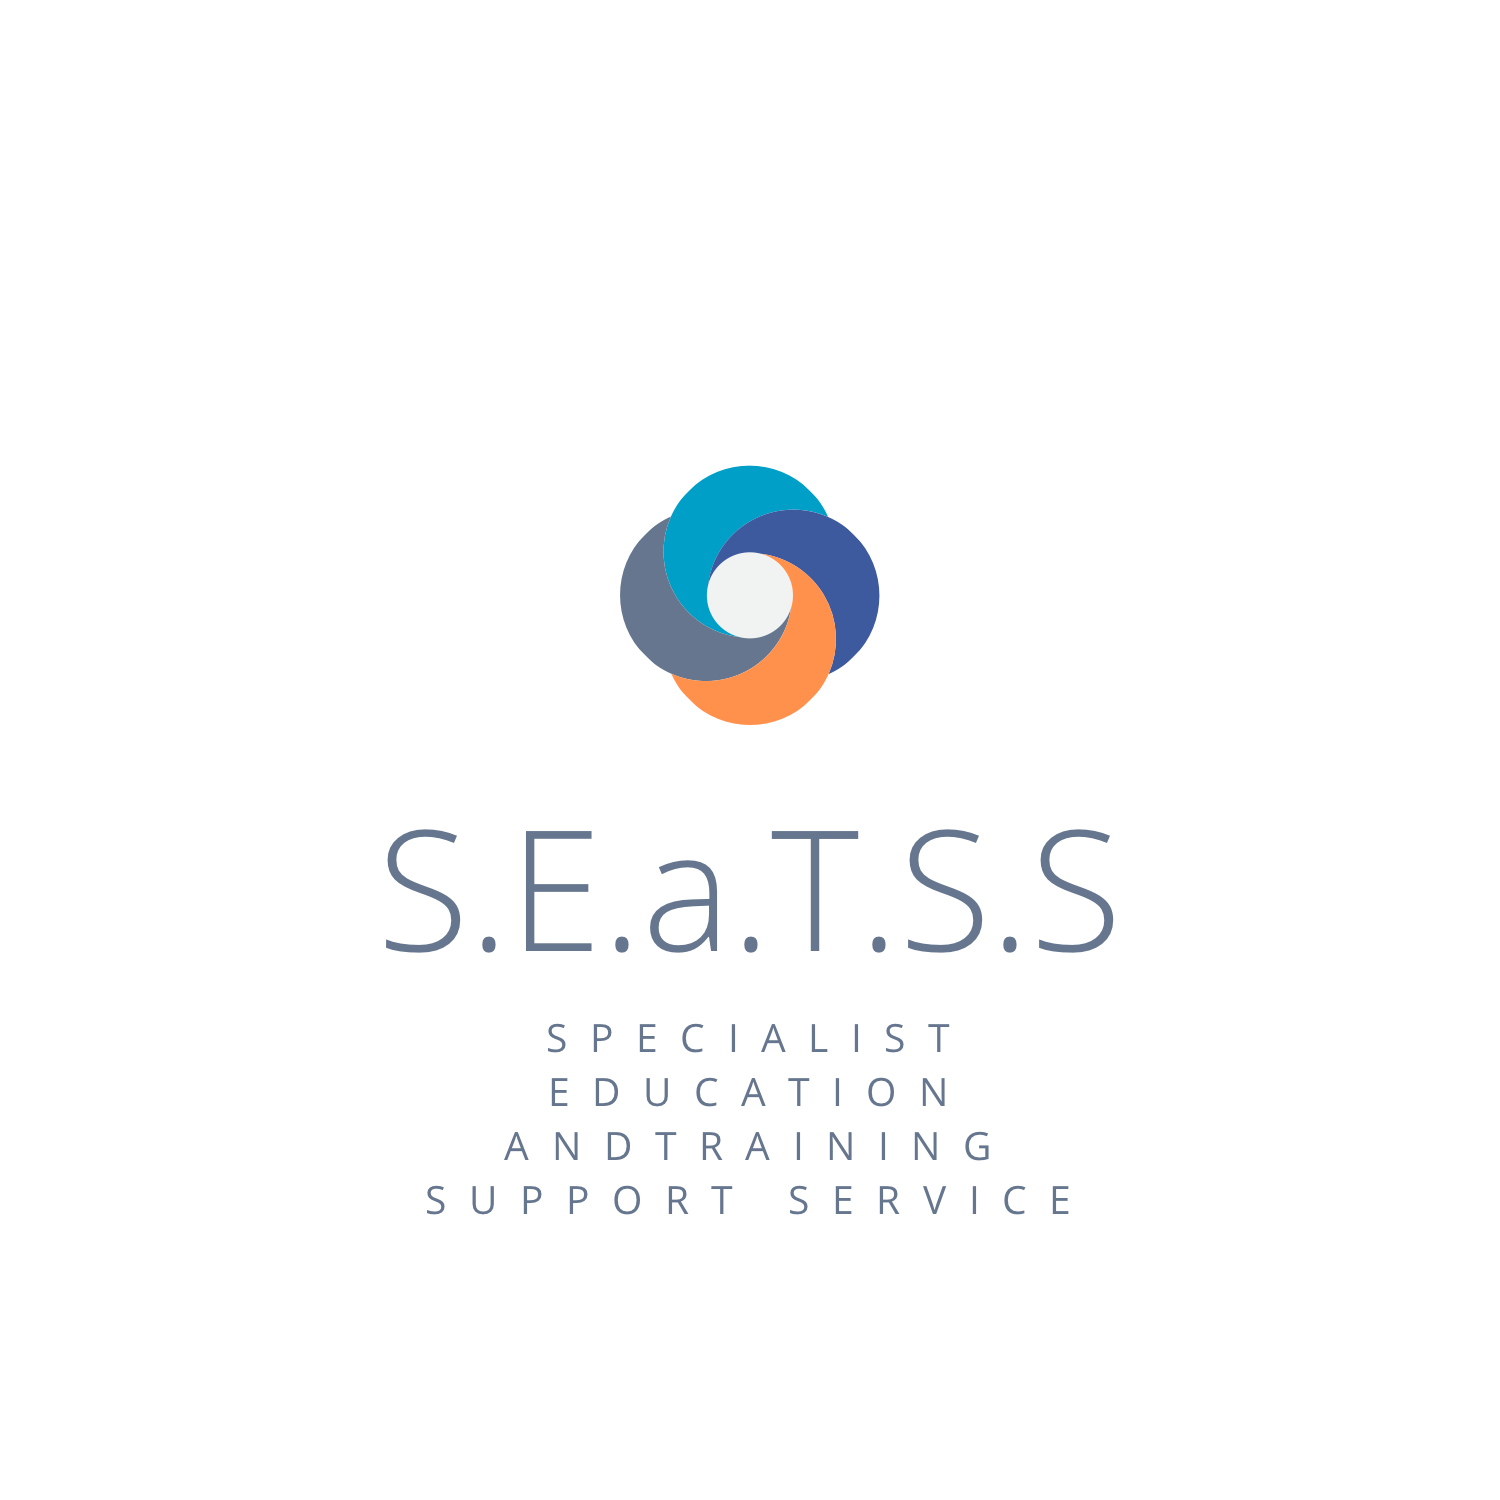 S.E.a.T.S.S
SPECIALIST
EDUCATION
ANDTRAINING
SUPPORT SERVICE